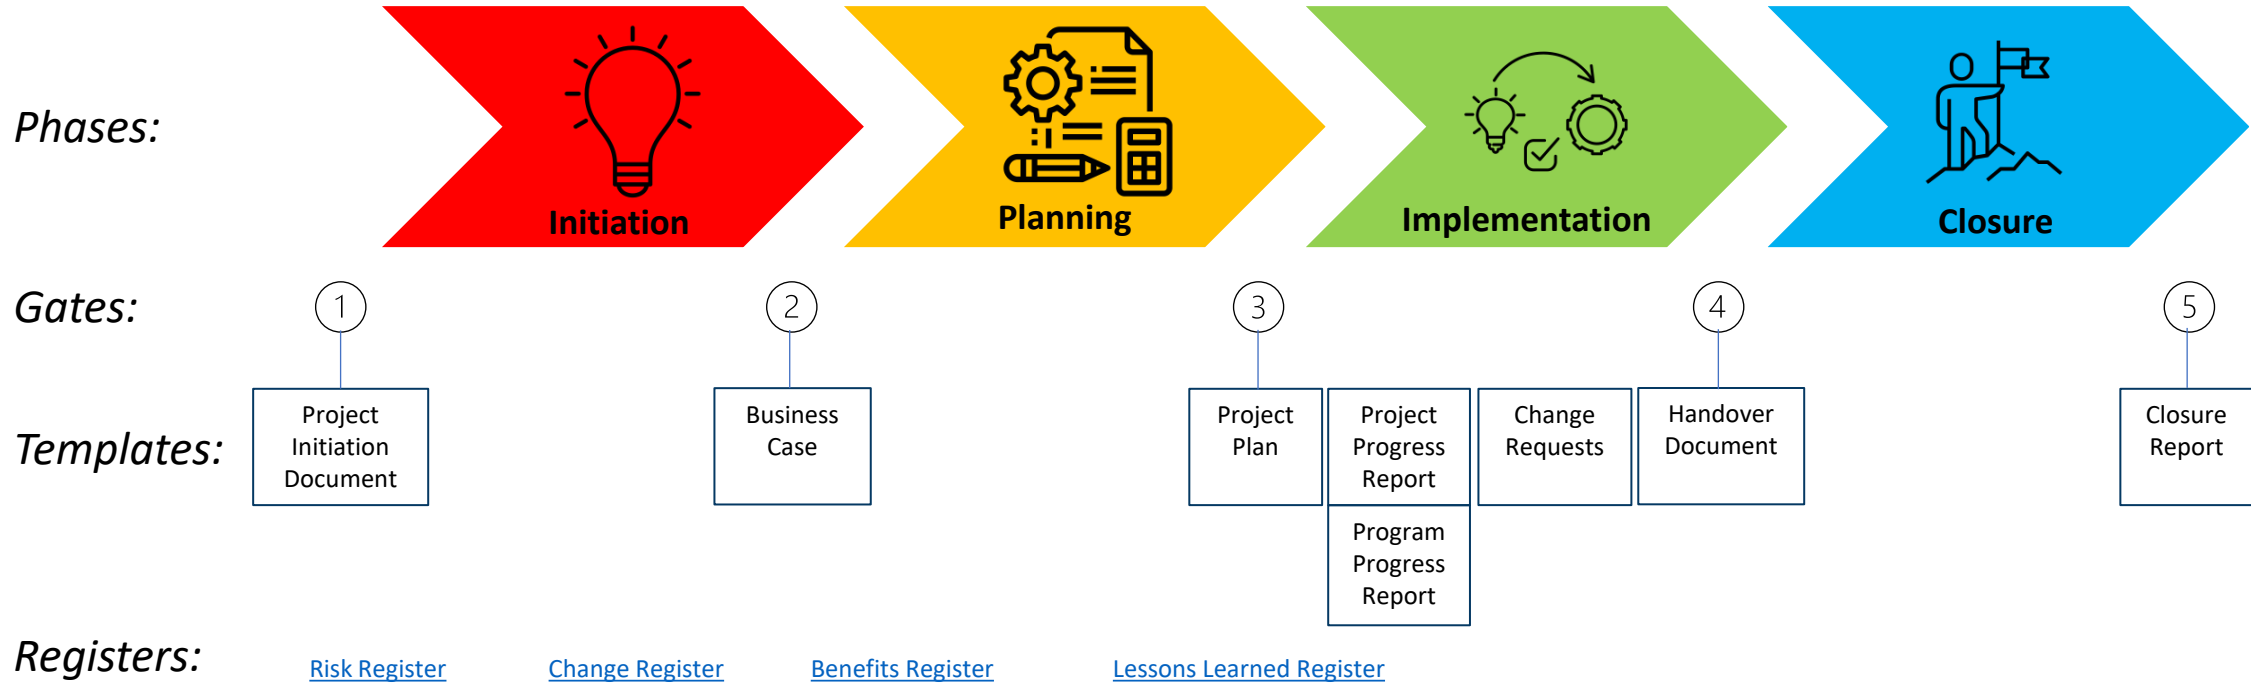 Phases:
Initiation
Planning
Implementation
Closure
Gates:
1
2
3
4
5
Templates:
Project
Initiation
Document
Business
Case
Project
Plan
Project
Progress
Report
Change
Requests
Handover
Document
Closure
Report
Program
Progress
Report
Registers:
Risk Register
Change Register
Benefits Register
Lessons Learned Register